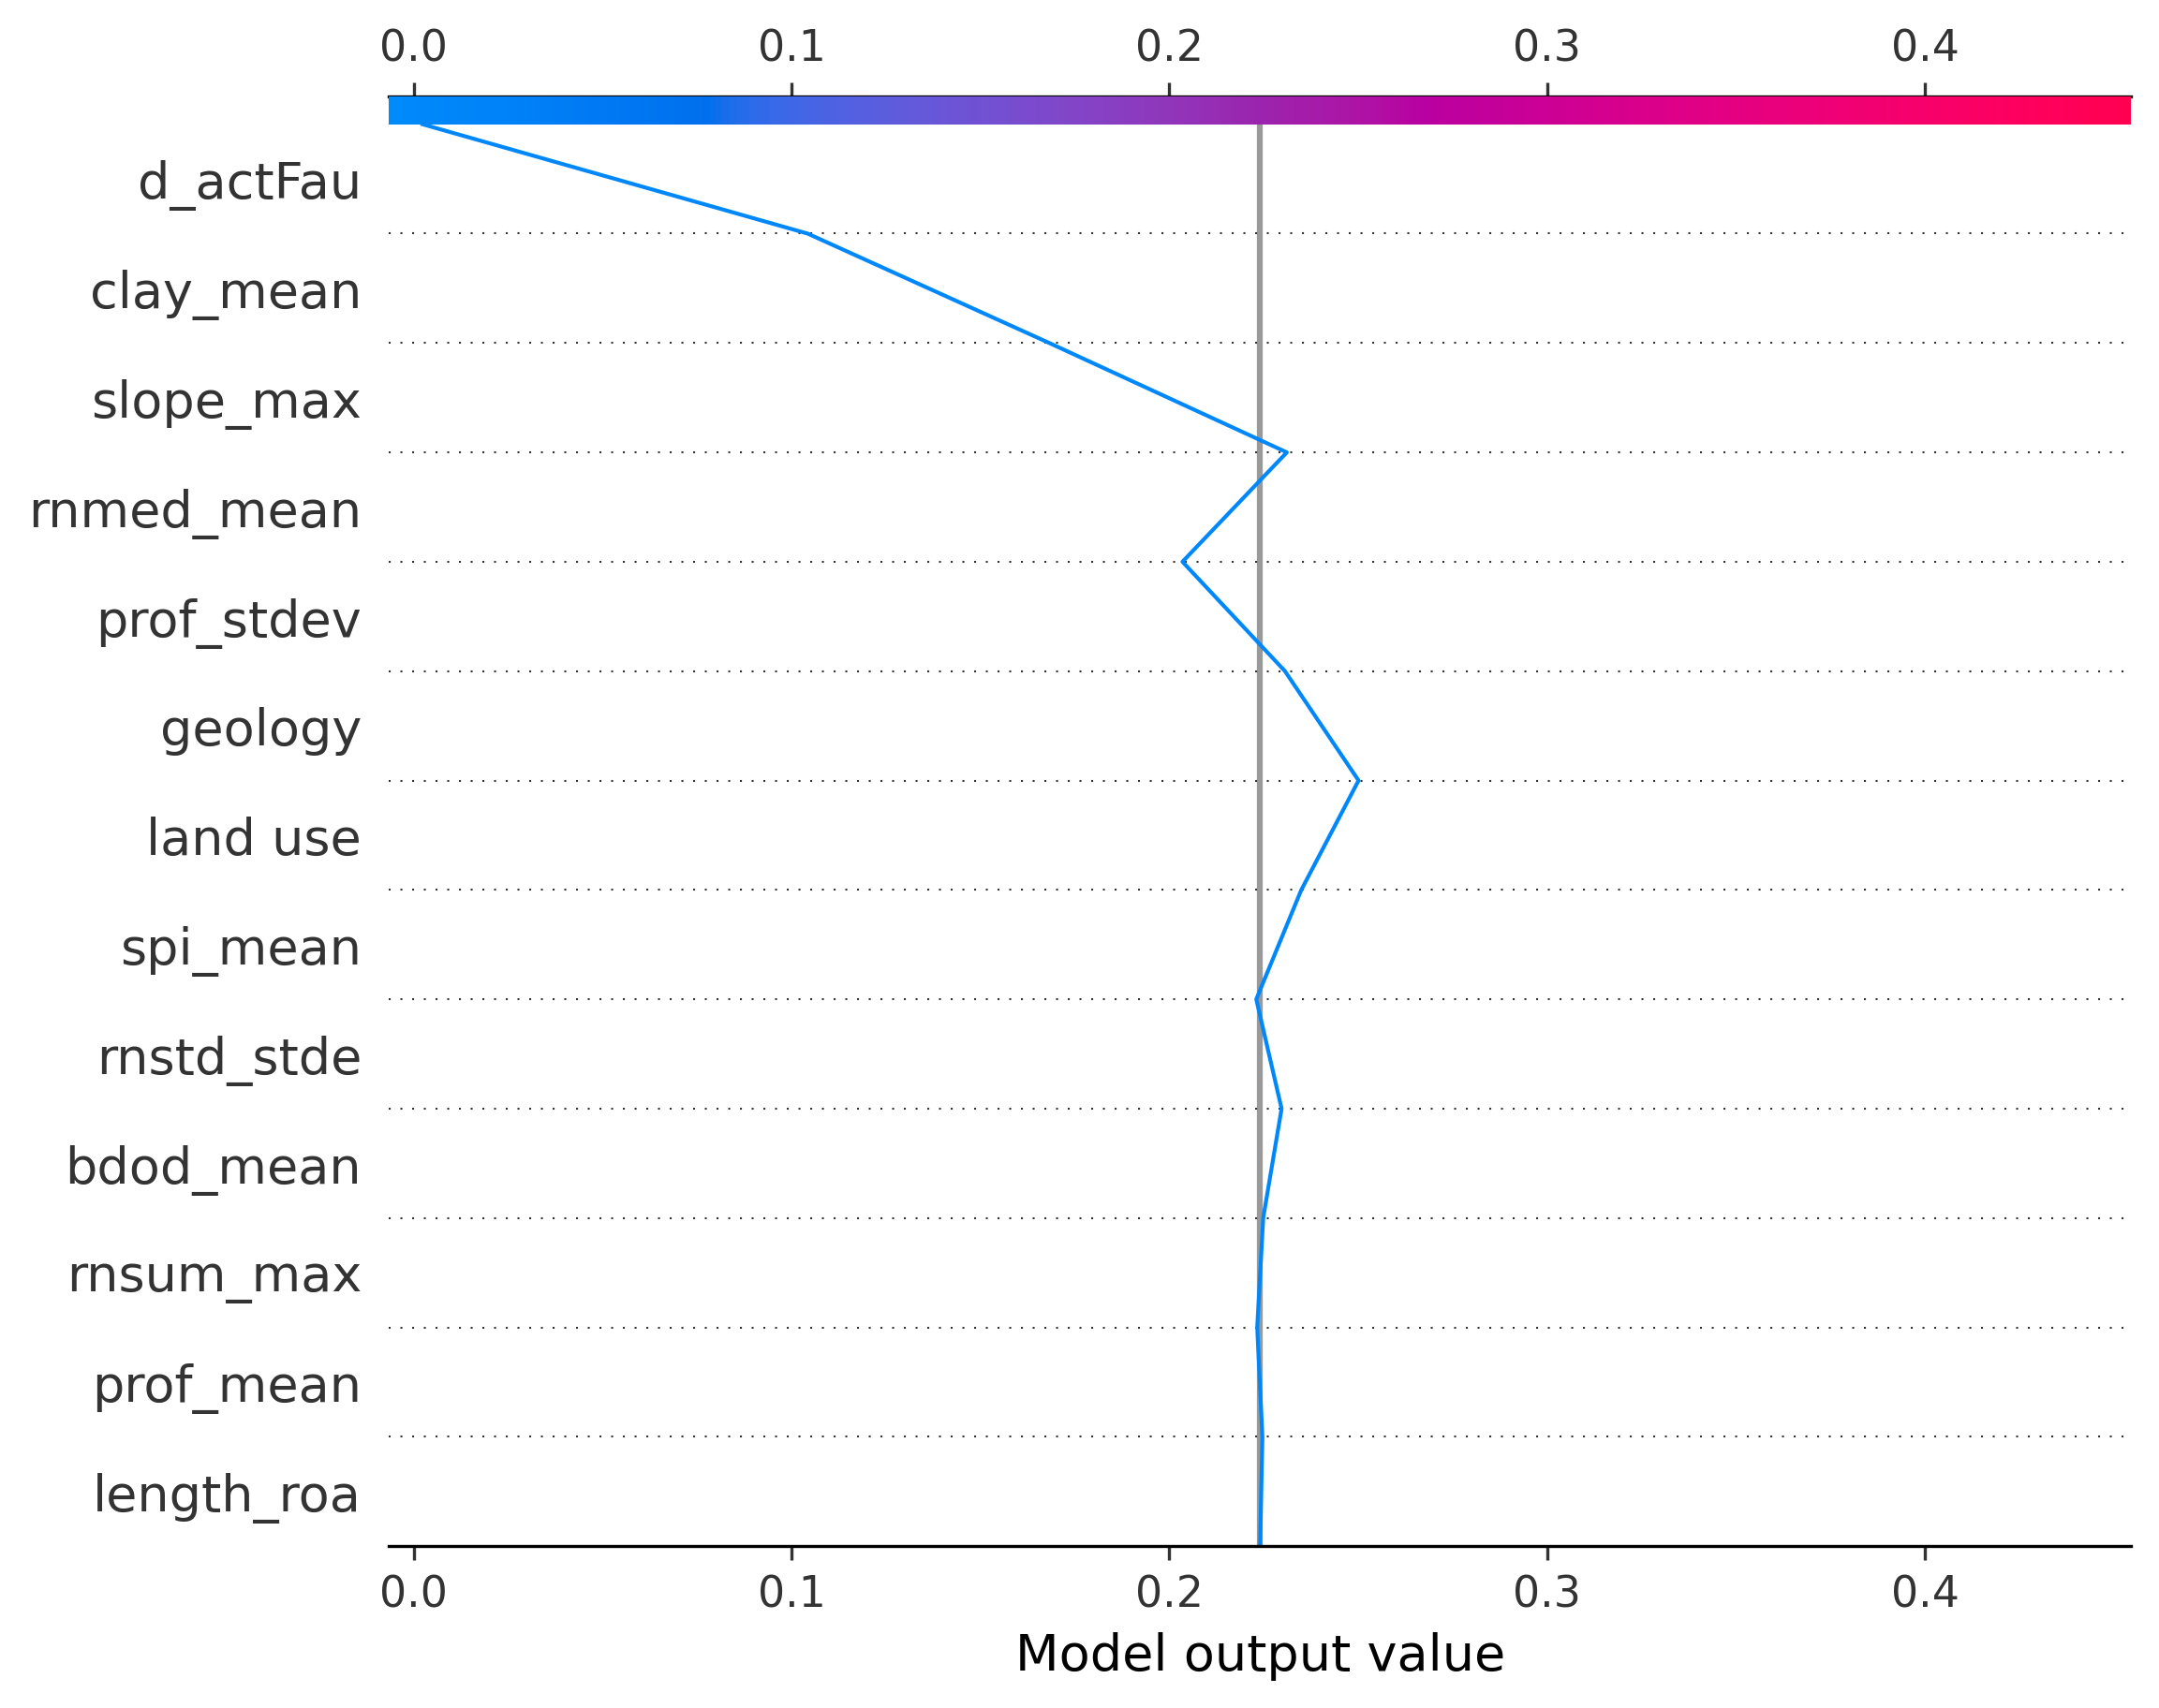 0.0 0.1 0.2 0.3 0.4
d_actFau
clay_mean
slope_max
rnmed_mean
prof_stdev
geology
land use
spi_mean
rnstd_stde
bdod_mean
rnsum_max
prof_mean
length_roa
0.0 0.1 0.2 0.3 0.4
Model output value